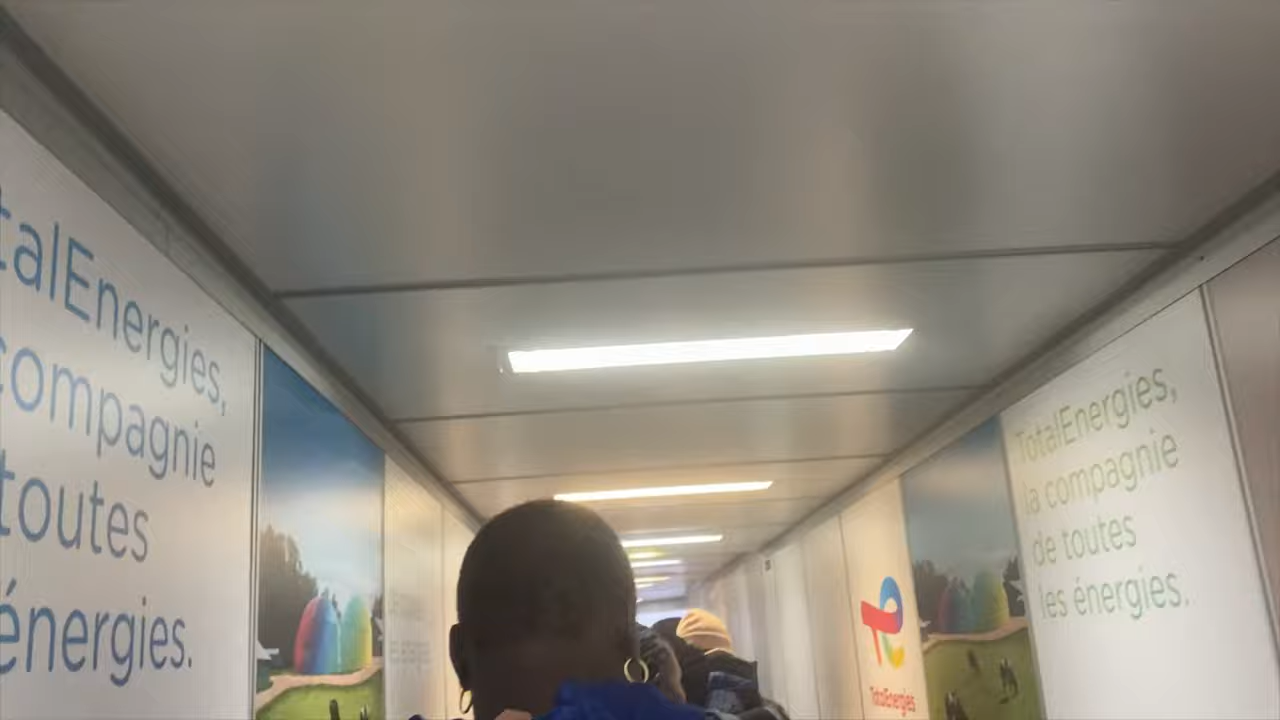 talEnergies,
compagnie
toutes
énergies.
TotalEnergies,
la compagnie
de toutes
les énergies.
TotalEnergies